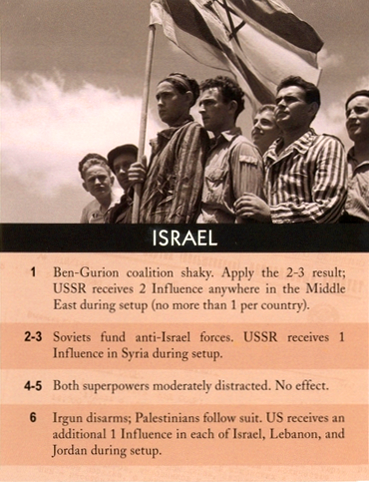 ISRAEL
1 Ben-Gurion coalition shaky. Apply the 2-3 result;
USSR receives 2 Influence anywhere in the Middle
East during setup (no more than 1 per country).
2-3 Soviets fund anti-Israel forces. USSR receives 1
Influence in Syria during setup.
4-5 Both superpowers moderately distracted. No effect.
6 Irgun disarms; Palestinians follow suit. US receives an
additional 1 Influence in each of Israel, Lebanon, and
Jordan during setup.